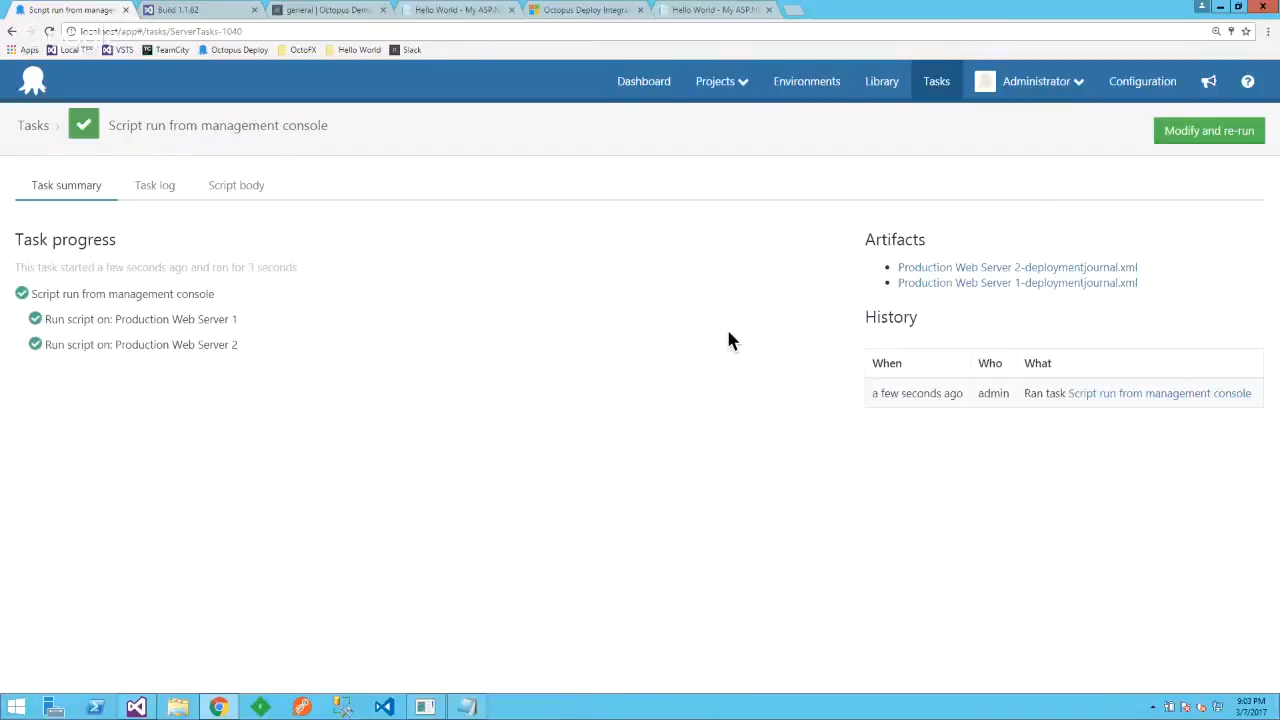 Script run from manage
Build 1.1.62
general | Octopus Dem
Hello World - My ASP.N
Octopus Deploy Integra
Hello World - My ASP.N
localhost/app#/tasks/ServerTasks-1040
Apps
VSTS
TeamCity
Octopus Deploy
OctoFX
Hello World
Slack
Dashboard
Projects
Environments
Library
Tasks
Administrator
Configuration
Tasks
Script run from management console
Modify and re-run
Task summary
Task log
Script body
Task progress
This task started a few seconds ago and ran for 3 seconds
Script run from management console
Run script on: Production Web Server 1
Run script on: Production Web Server 2
Artifacts
Production Web Server 2-deploymentjournal.xml
Production Web Server 1-deploymentjournal.xml
History
When Who What
a few seconds ago admin Ran task Script run from management console
9:03 PM
3/7/2017